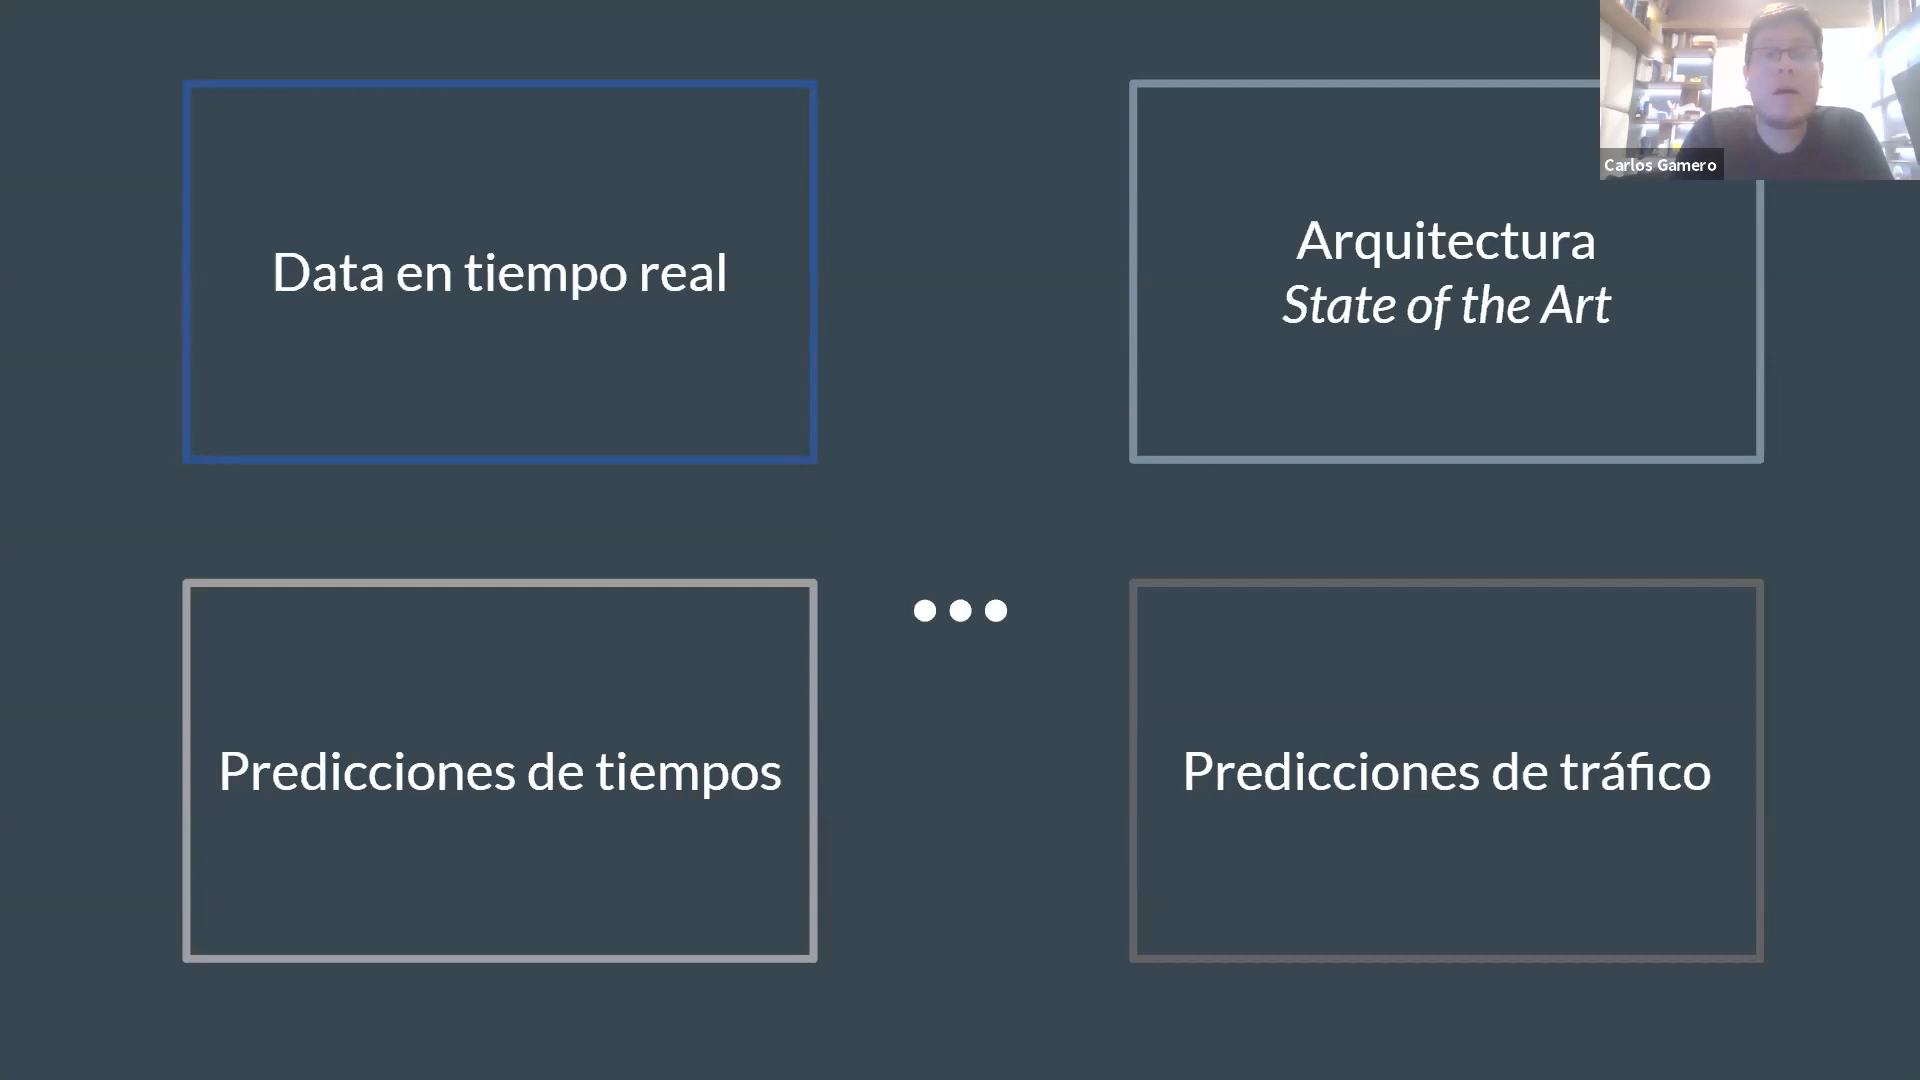 Data en tiempo real
Arquitectura
State of the Art
Carlos Gamero
Predicciones de tiempos
...
Predicciones de tráfico